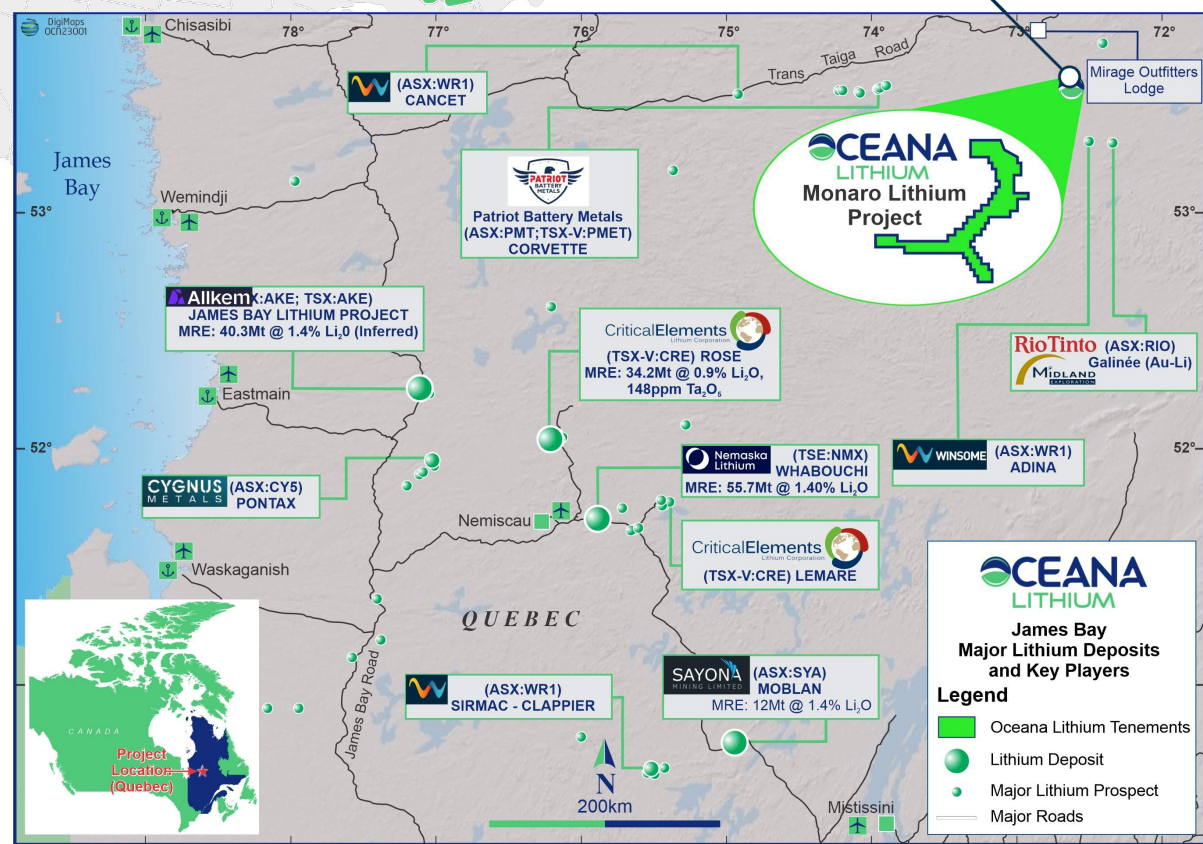 DigiMaps
OCN23001
Chisasibi
78°
77°
76°
75°
74°
73°
72°
Trans Taiga Road
Mirage Outfitters
Lodge
(ASX:WR1)
CANCET
James
Bay
Wemindji
53°
53°
PATRIOT
BATTERY
METALS
Patriot Battery Metals
(ASX:PMT;TSX-V:PMET)
CORVETTE
OCEANA
LITHIUM
Monaro Lithium
Project
Allkem X:AKE; TSX:AKE)
JAMES BAY LITHIUM PROJECT
MRE: 40.3Mt @ 1.4% Li₂0 (Inferred)
CriticalElements
Lithium Corporation
(TSX-V:CRE) ROSE
MRE: 34.2Mt @ 0.9% Li₂O,
148ppm Ta₂O₅
RioTinto (ASX:RIO)
Galinée (Au-Li)
MIDLAND
EXPLORATION
Eastmain
52°
52°
Nemaska
Lithium
(TSE:NMX)
WHABOUCHI
MRE: 55.7Mt @ 1.40% Li₂O
WINSOME (ASX:WR1)
ADINA
CYGNUS
METALS
(ASX:CY5)
PONTAX
Nemiscau
CriticalElements
Lithium Corporation
(TSX-V:CRE) LEMARE
Waskaganish
QUEBEC
James Bay Road
(ASX:WR1)
SIRMAC - CLAPPIER
SAYONA
MINING LIMITED
(ASX:SYA)
MOBLAN
MRE: 12Mt @ 1.4% Li₂O
N
200km
Mistissini
CANADA
Project
Location
(Quebec)
OCEANA
LITHIUM
James Bay
Major Lithium Deposits
and Key Players
Legend
Oceana Lithium Tenements
Lithium Deposit
Major Lithium Prospect
Major Roads